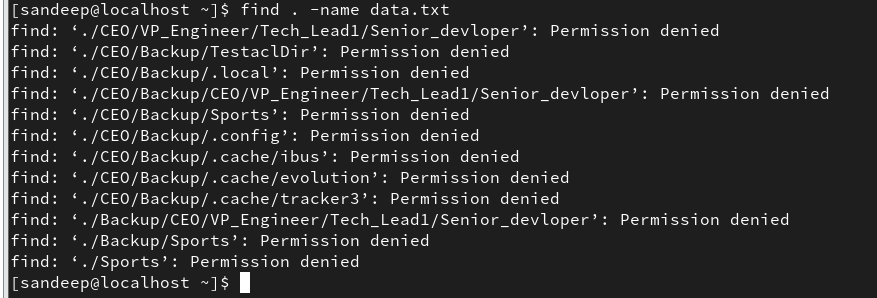 [sandeep@localhost ~]$ find . -name data.txt
find: ‘./CEO/VP_Engineer/Tech_Lead1/Senior_devloper’: Permission denied
find: ‘./CEO/Backup/TestaclDir’: Permission denied
find: ‘./CEO/Backup/.local’: Permission denied
find: ‘./CEO/Backup/CEO/VP_Engineer/Tech_Lead1/Senior_devloper’: Permission denied
find: ‘./CEO/Backup/Sports’: Permission denied
find: ‘./CEO/Backup/.config’: Permission denied
find: ‘./CEO/Backup/.cache/ibus’: Permission denied
find: ‘./CEO/Backup/.cache/evolution’: Permission denied
find: ‘./CEO/Backup/.cache/tracker3’: Permission denied
find: ‘./Backup/CEO/VP_Engineer/Tech_Lead1/Senior_devloper’: Permission denied
find: ‘./Backup/Sports’: Permission denied
find: ‘./Sports’: Permission denied
[sandeep@localhost ~]$